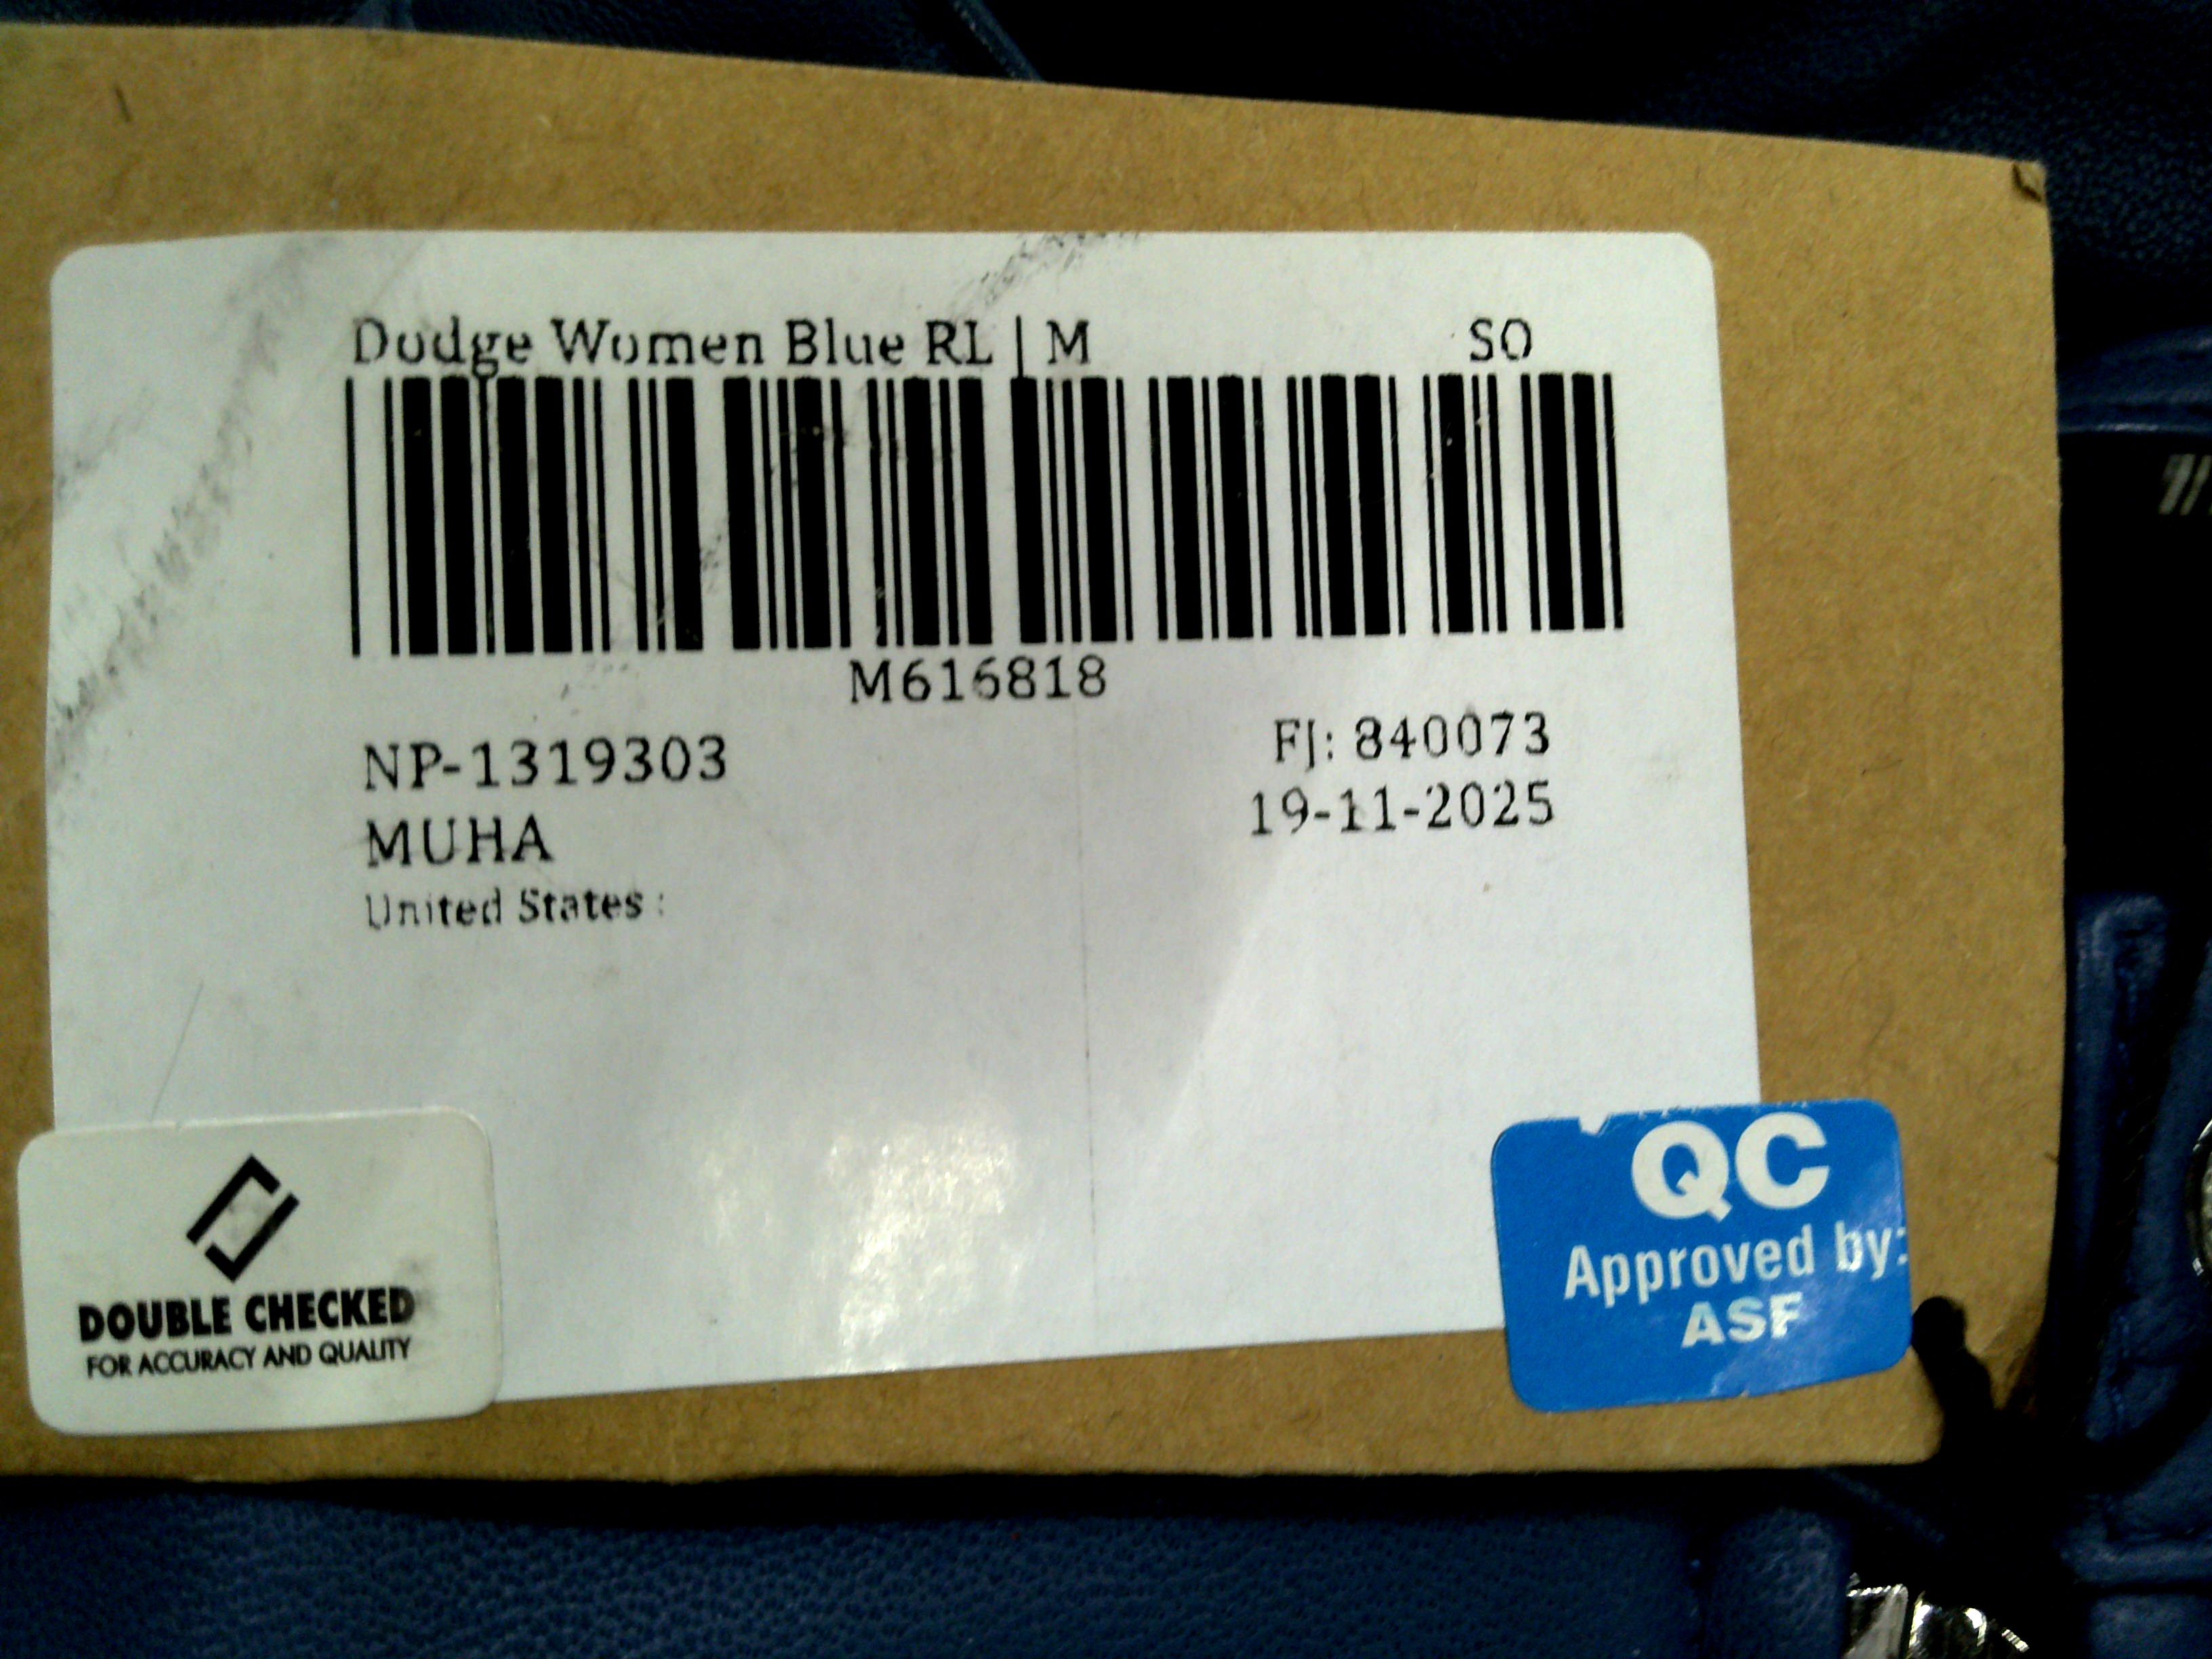 Dodge Women Blue RL | M SO
M616818
NP-1319303 FJ: 840073
MUHA 19-11-2025
United States :
DOUBLE CHECKED
FOR ACCURACY AND QUALITY
QC
Approved by:
ASF